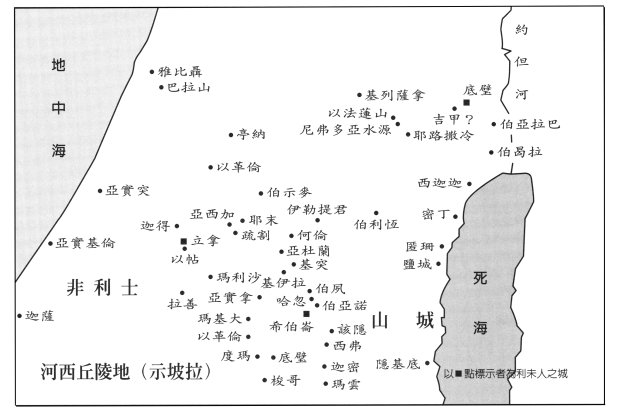 約但河
地中海
雅比聶
巴拉山
基列薩拿
底壁
以法蓮山
吉甲？
尼弗多亞水源
耶路撒冷
伯亞拉巴
亭納
伯曷拉
以革倫
西迦迦
亞實突
伯示麥
亞西加
耶末
伊勒提君
伯利恆
密丁
迦得
疏割
何倫
立拿
亞實基倫
以帖
亞杜蘭
匿珊
基突
鹽城
瑪利沙
基伊拉
非利士
伯夙
死海
拉善
亞實拿
哈忽
伯亞諾
迦薩
瑪基大
希伯崙
山城
該隱
以革倫
西弗
度瑪
底壁
隱基底
河西丘陵地（示坡拉）
迦密
以■點標示者為利未人之城
梭哥
瑪雲